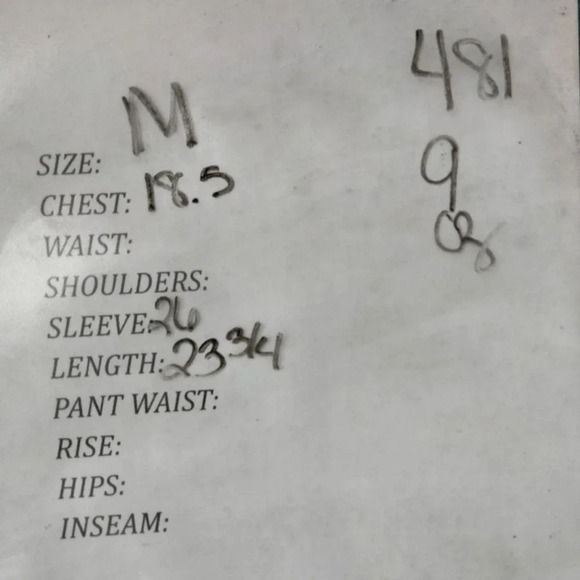 481
SIZE: M
9
CHEST: 18.5
oz
WAIST:
SHOULDERS:
SLEEVE: 26
LENGTH: 23 3/4
PANT WAIST:
RISE:
HIPS:
INSEAM: